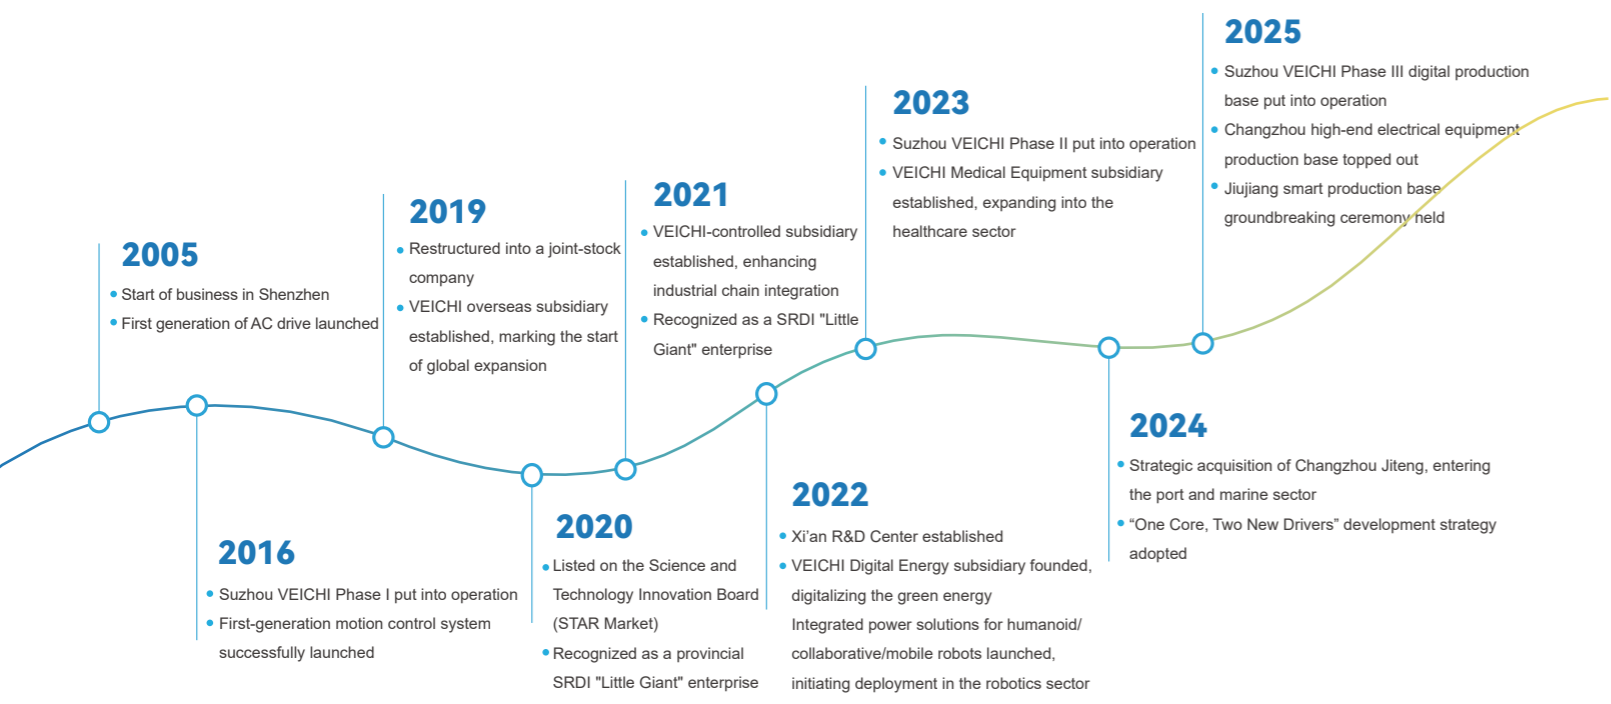 2005
• Start of business in Shenzhen
• First generation of AC drive launched
2016
• Suzhou VEICHI Phase I put into operation
• First-generation motion control system
successfully launched
2019
• Restructured into a joint-stock
company
• VEICHI overseas subsidiary
established, marking the start
of global expansion
2020
• Listed on the Science and
Technology Innovation Board
(STAR Market)
• Recognized as a provincial
SRDI "Little Giant" enterprise
2021
• VEICHI-controlled subsidiary
established, enhancing
industrial chain integration
• Recognized as a SRDI "Little
Giant" enterprise
2022
• Xi’an R&D Center established
• VEICHI Digital Energy subsidiary founded,
digitalizing the green energy
Integrated power solutions for humanoid/
collaborative/mobile robots launched,
initiating deployment in the robotics sector
2023
• Suzhou VEICHI Phase II put into operation
• VEICHI Medical Equipment subsidiary
established, expanding into the
healthcare sector
2024
• Strategic acquisition of Changzhou Jiteng, entering
the port and marine sector
• “One Core, Two New Drivers” development strategy
adopted
2025
• Suzhou VEICHI Phase III digital production
base put into operation
• Changzhou high-end electrical equipment
production base topped out
• Jiujiang smart production base
groundbreaking ceremony held